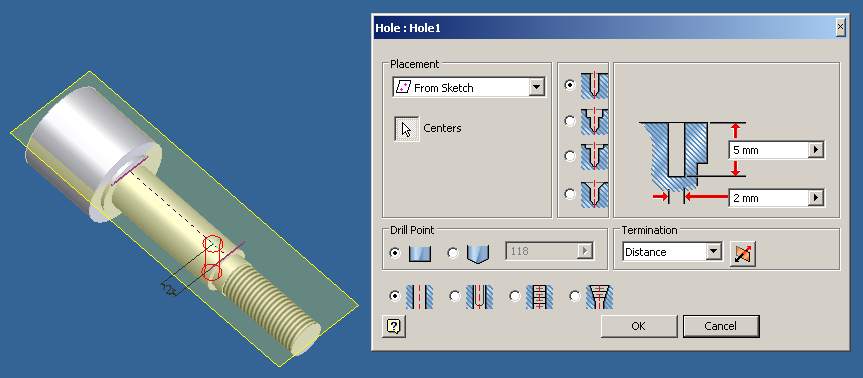 Hole : Hole1
Placement
From Sketch
Centers
5 mm
2 mm
Drill Point
118
Termination
Distance
OK
Cancel